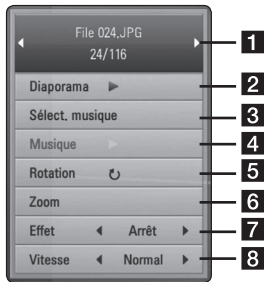 File 024.JPG
24/116
1
Diaporama
2
Sélect. musique
3
Musique
4
Rotation
5
Zoom
6
Effet Arrêt
7
Vitesse Normal
8